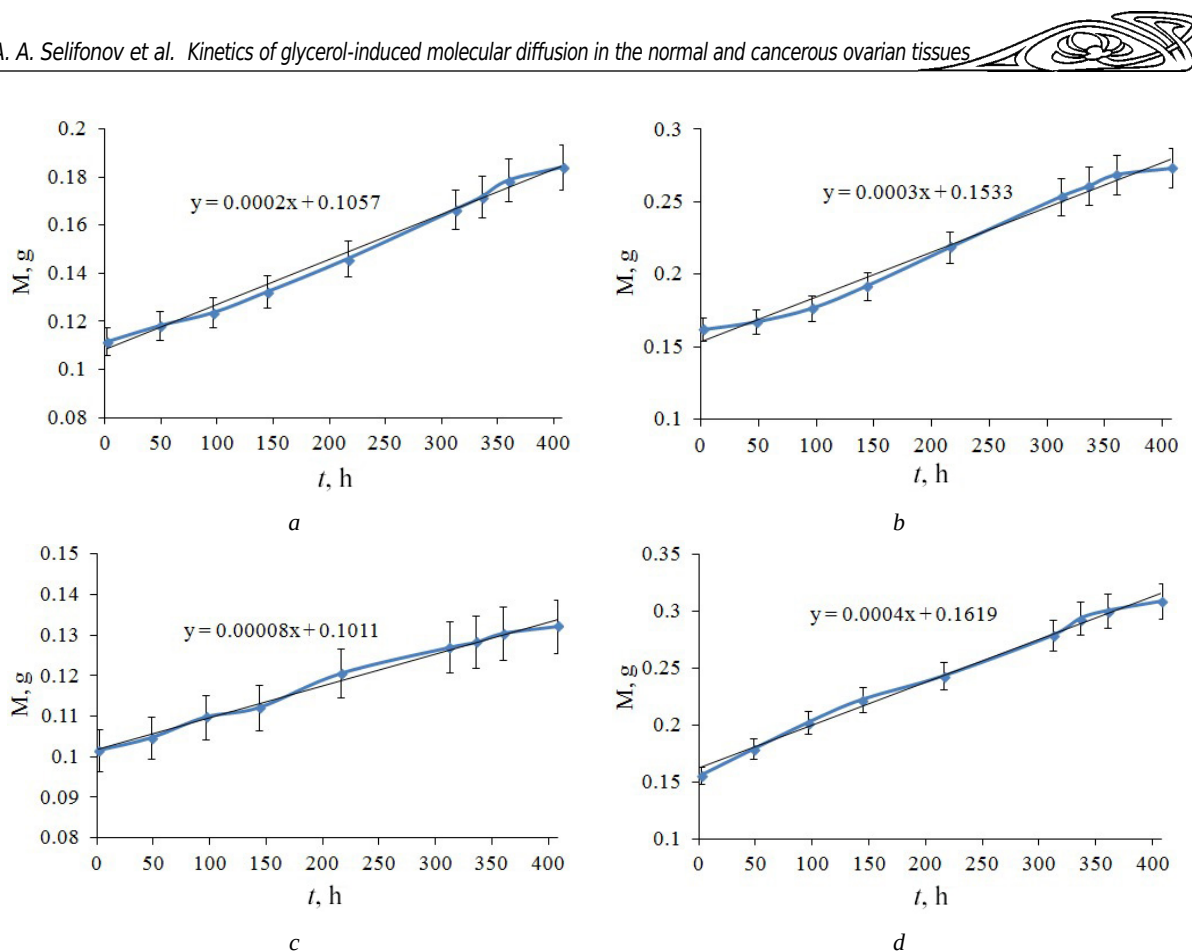 A. A. Selifonov et al. Kinetics of glycerol-induced molecular diffusion in the normal and cancerous ovarian tissues
0.2
0.18
0.16
0.14
0.12
0.1
0.08
M, g
y = 0.0002x + 0.1057
0 50 100 150 200 250 300 350 400
t, h
a
0.3
0.25
0.2
0.15
0.1
M, g
y = 0.0003x + 0.1533
0 50 100 150 200 250 300 350 400
t, h
b
0.15
0.14
0.13
0.12
0.11
0.1
0.09
0.08
M, g
y = 0.00008x + 0.1011
0 50 100 150 200 250 300 350 400
t, h
c
0.35
0.3
0.25
0.2
0.15
0.1
M, g
y = 0.0004x + 0.1619
0 50 100 150 200 250 300 350 400
t, h
d